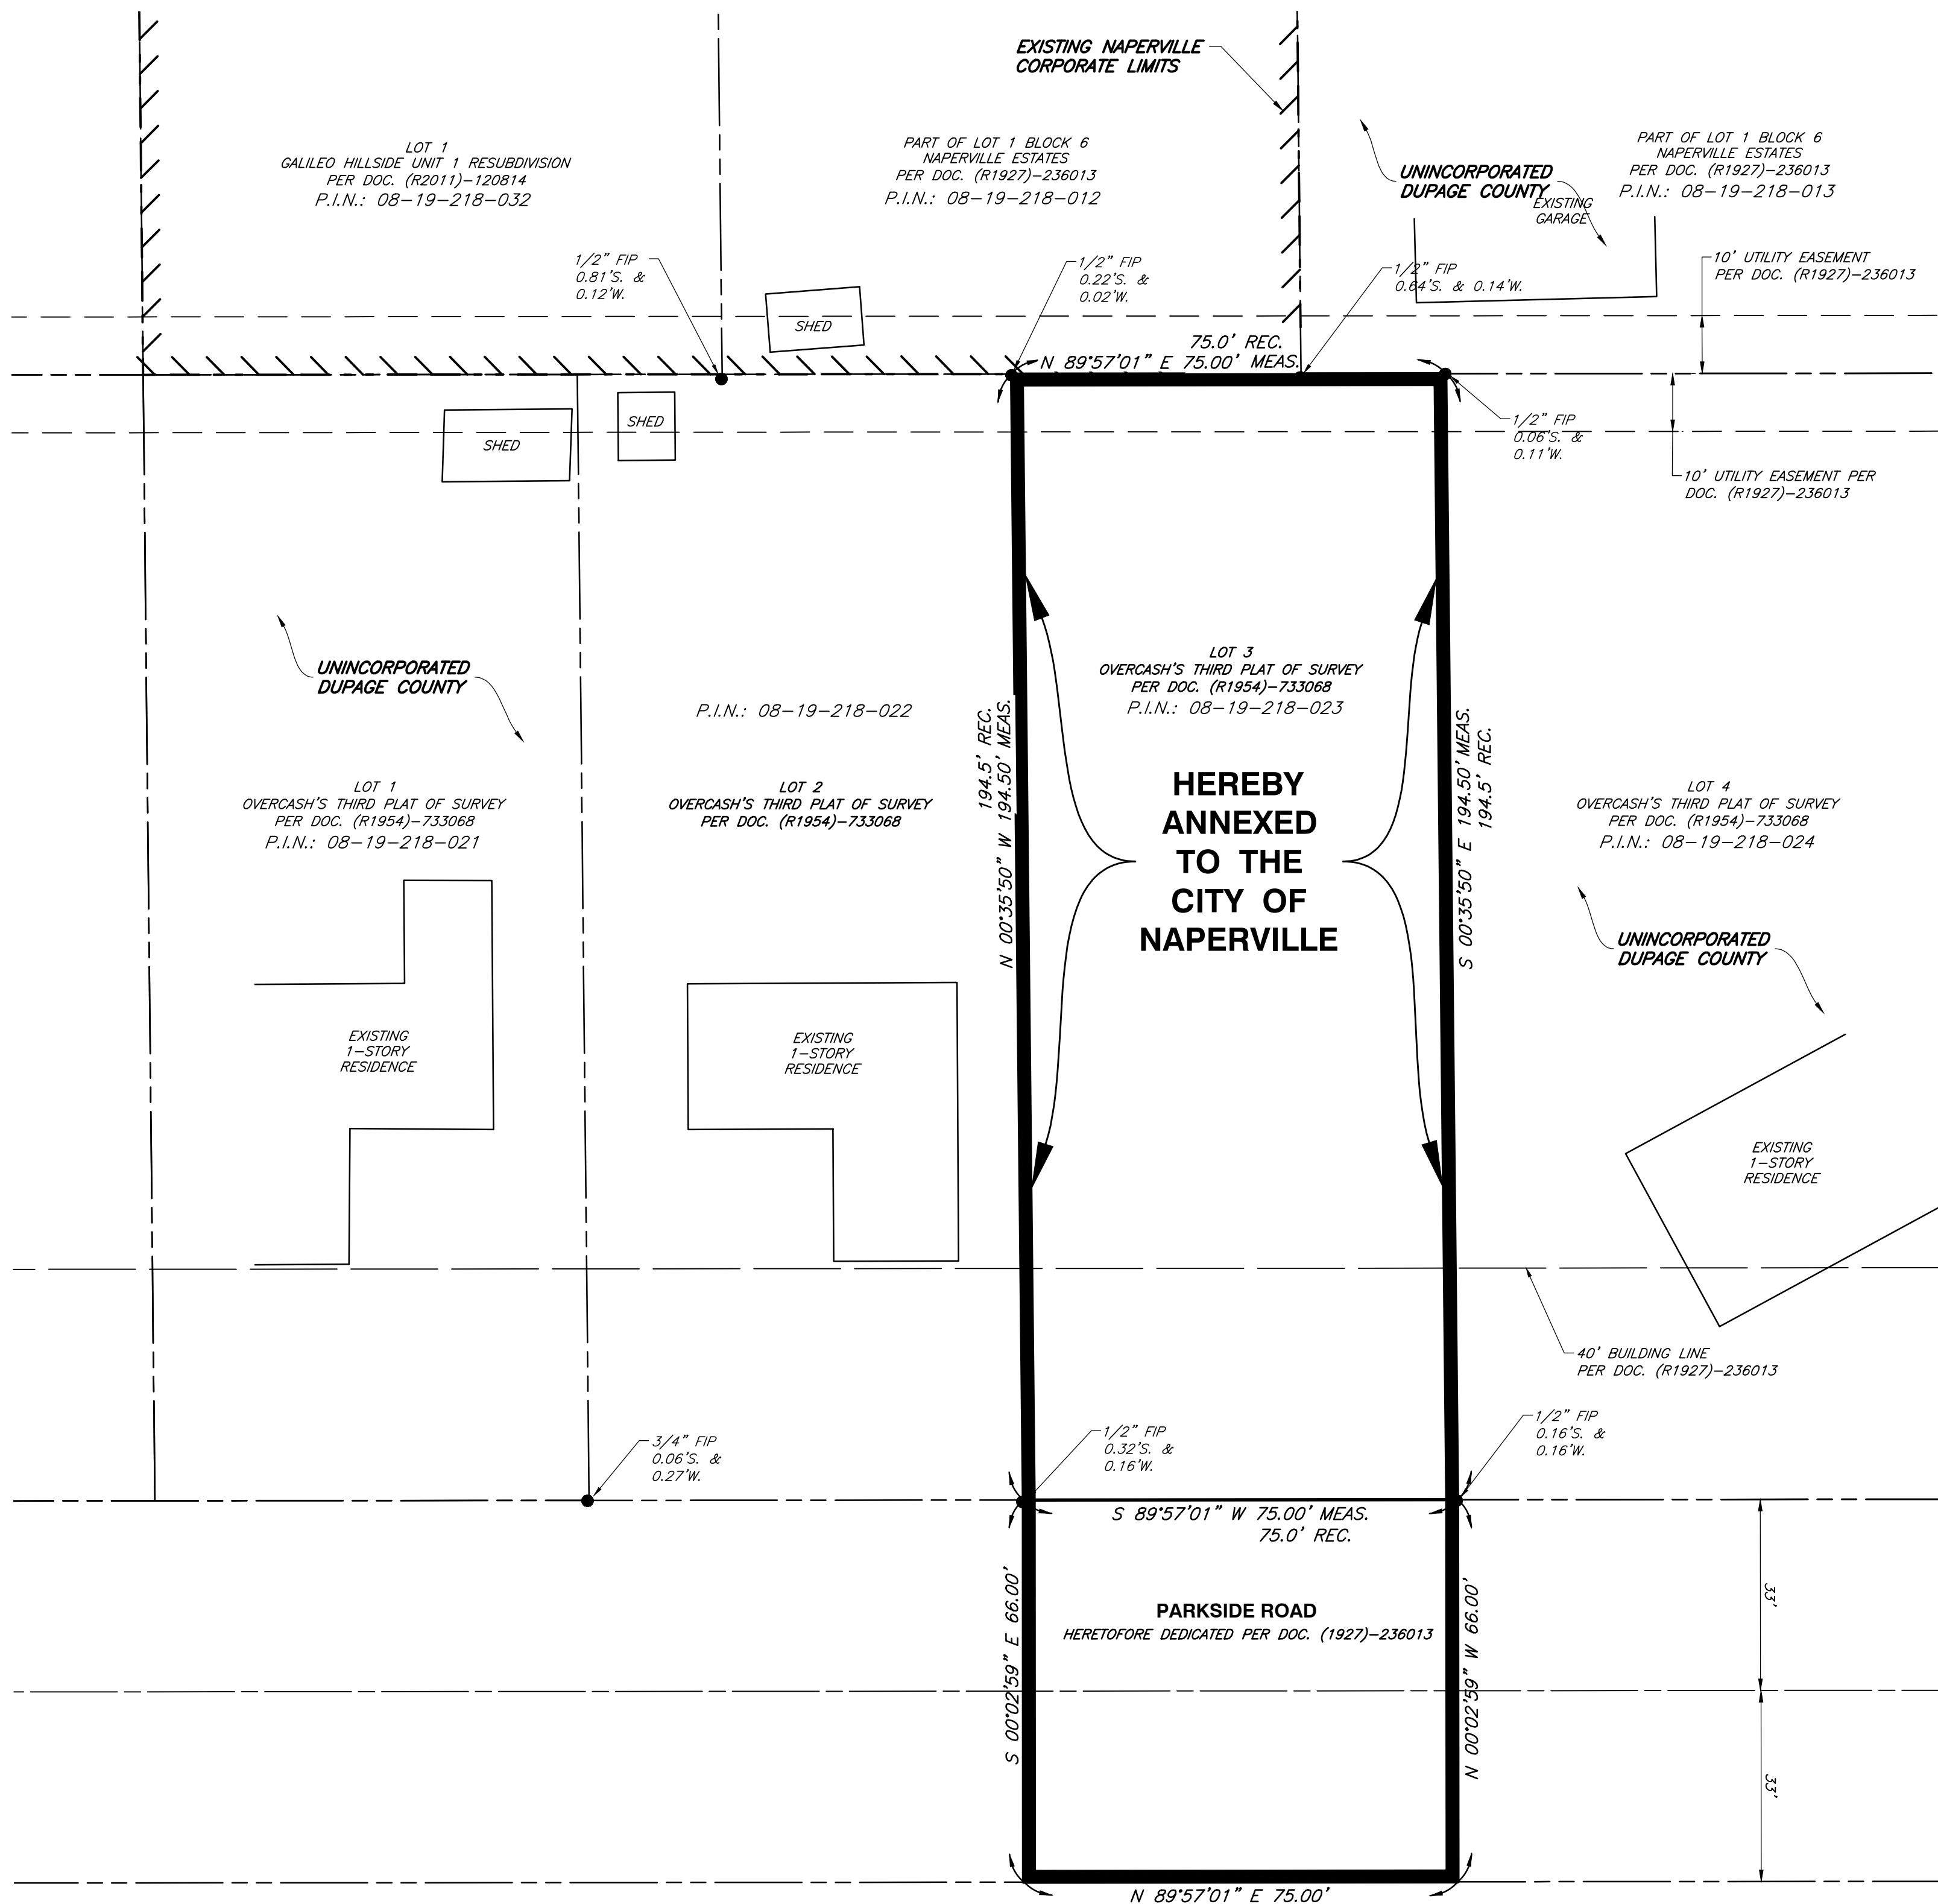 EXISTING NAPERVILLE
CORPORATE LIMITS
LOT 1
GALILEO HILLSIDE UNIT 1 RESUBDIVISION
PER DOC. (R2011)-120814
P.I.N.: 08-19-218-032
PART OF LOT 1 BLOCK 6
NAPERVILLE ESTATES
PER DOC. (R1927)-236013
P.I.N.: 08-19-218-012
UNINCORPORATED
DUPAGE COUNTY
PART OF LOT 1 BLOCK 6
NAPERVILLE ESTATES
PER DOC. (R1927)-236013
P.I.N.: 08-19-218-013
EXISTING
GARAGE
1/2" FIP
0.81'S. &
0.12'W.
1/2" FIP
0.22'S. &
0.02'W.
1/2" FIP
0.64'S. & 0.14'W.
10' UTILITY EASEMENT
PER DOC. (R1927)-236013
SHED
75.0' REC.
N 89°57'01" E 75.00' MEAS.
SHED
SHED
1/2" FIP
0.06'S. &
0.11'W.
10' UTILITY EASEMENT PER
DOC. (R1927)-236013
UNINCORPORATED
DUPAGE COUNTY
P.I.N.: 08-19-218-022
LOT 3
OVERCASH'S THIRD PLAT OF SURVEY
PER DOC. (R1954)-733068
P.I.N.: 08-19-218-023
194.5' REC.
N 00°35'50" W 194.50' MEAS.
S 00°35'50" E 194.50' MEAS.
194.5' REC.
LOT 1
OVERCASH'S THIRD PLAT OF SURVEY
PER DOC. (R1954)-733068
P.I.N.: 08-19-218-021
LOT 2
OVERCASH'S THIRD PLAT OF SURVEY
PER DOC. (R1954)-733068
HEREBY
ANNEXED
TO THE
CITY OF
NAPERVILLE
LOT 4
OVERCASH'S THIRD PLAT OF SURVEY
PER DOC. (R1954)-733068
P.I.N.: 08-19-218-024
UNINCORPORATED
DUPAGE COUNTY
EXISTING
1-STORY
RESIDENCE
EXISTING
1-STORY
RESIDENCE
EXISTING
1-STORY
RESIDENCE
40' BUILDING LINE
PER DOC. (R1927)-236013
3/4" FIP
0.06'S. &
0.27'W.
1/2" FIP
0.32'S. &
0.16'W.
1/2" FIP
0.16'S. &
0.16'W.
S 89°57'01" W 75.00' MEAS.
75.0' REC.
S 00°02'59" E 66.00'
PARKSIDE ROAD
HERETOFORE DEDICATED PER DOC. (1927)-236013
N 00°02'59" W 66.00'
33'
33'
N 89°57'01" E 75.00'